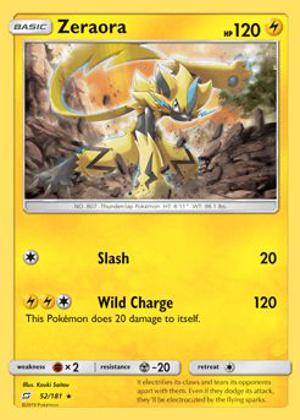 BASIC Zeraora HP 120
NO. 807 Thunderclap Pokémon HT: 4'11" WT: 98.1 lbs.
Slash 20
Wild Charge 120
This Pokémon does 20 damage to itself.
weakness × 2 resistance -20 retreat
Illus. Kouki Saitou
52/181 ★
©2019 Pokémon
It electrifies its claws and tears its opponents
apart with them. Even if they dodge its attack,
they'll be electrocuted by the flying sparks.